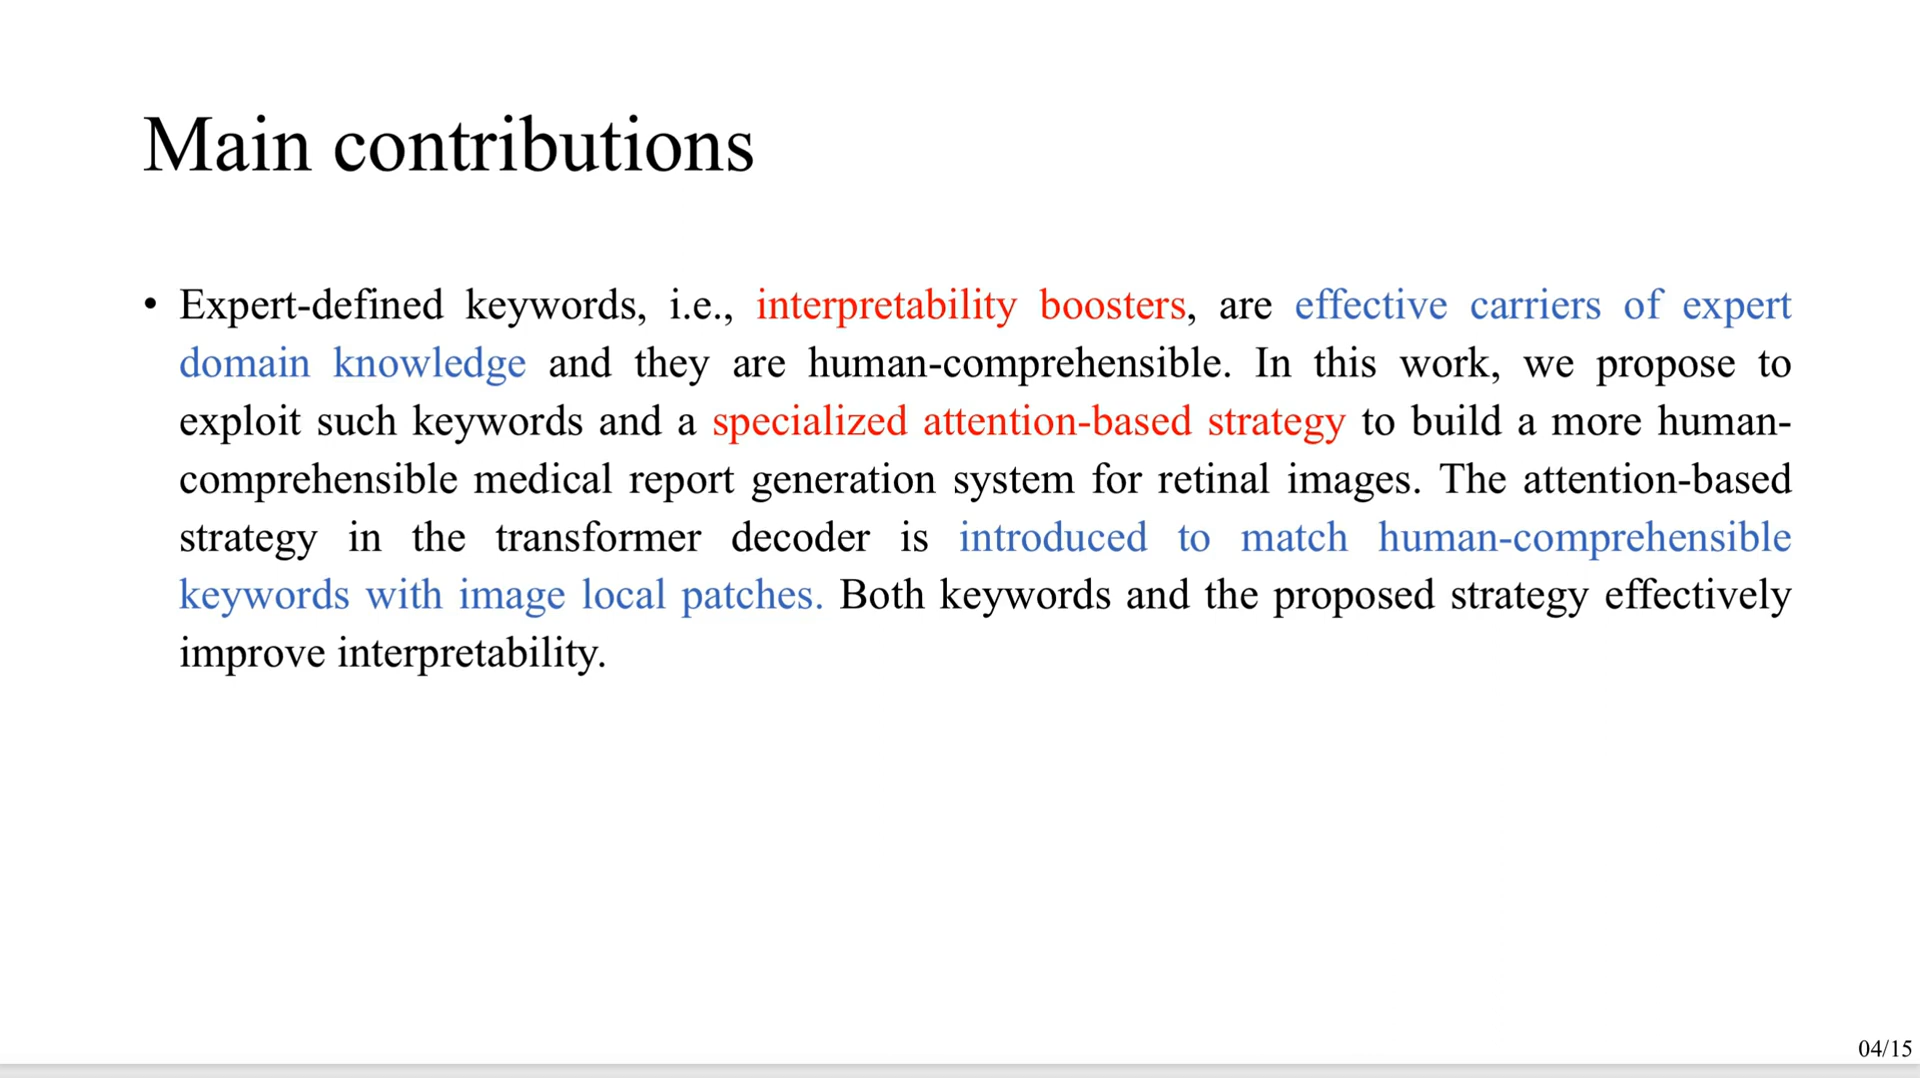 Main contributions
• Expert-defined keywords, i.e., interpretability boosters, are effective carriers of expert
domain knowledge and they are human-comprehensible. In this work, we propose to
exploit such keywords and a specialized attention-based strategy to build a more human-
comprehensible medical report generation system for retinal images. The attention-based
strategy in the transformer decoder is introduced to match human-comprehensible
keywords with image local patches. Both keywords and the proposed strategy effectively
improve interpretability.
04/15